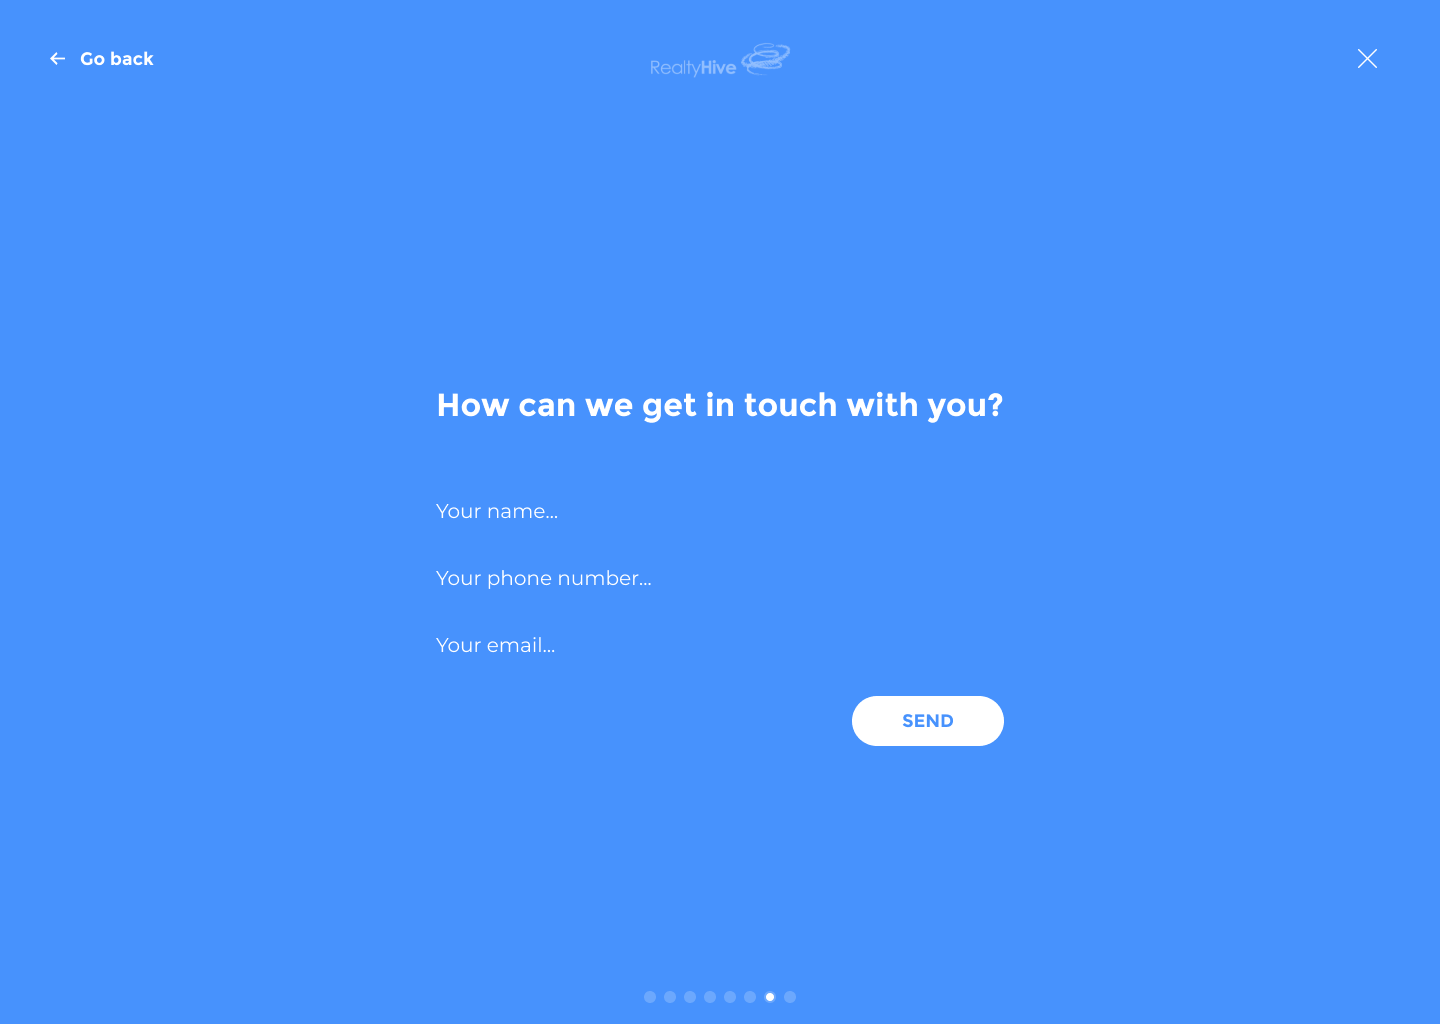 Go back
RealtyHive
How can we get in touch with you?
Your name...
Your phone number...
Your email...
SEND